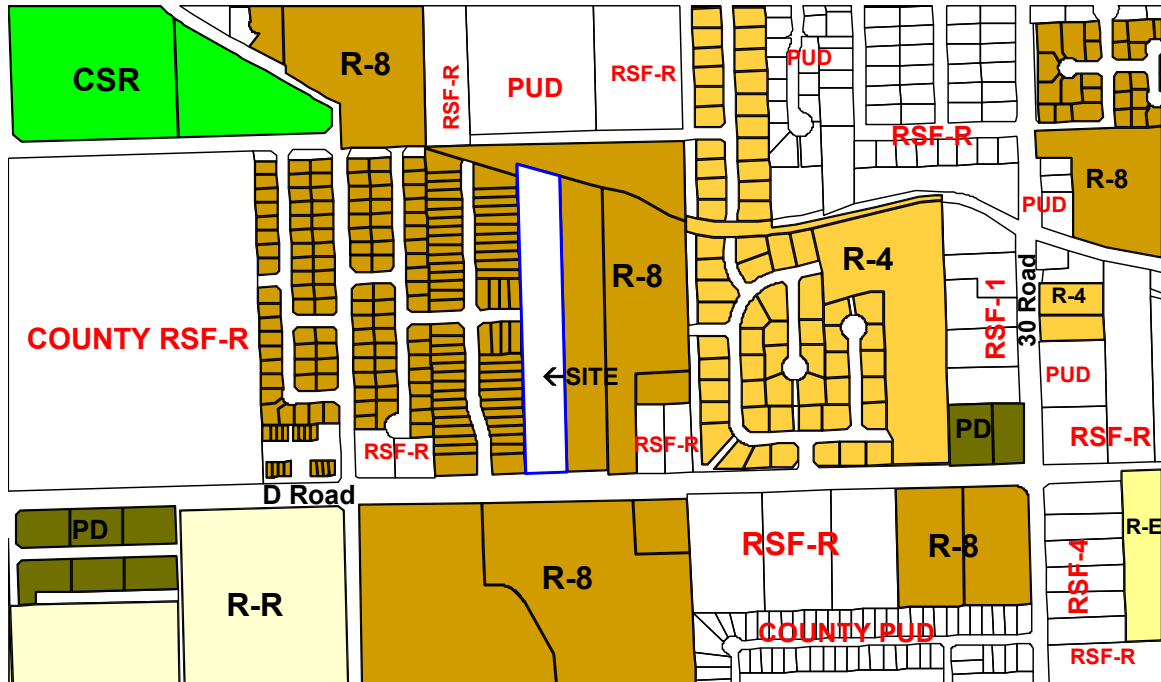 PUD
CSR
R-8
RSF-R
PUD
RSF-R
RSF-R
R-8
PUD
R-8
R-4
RSF-1
30 Road
R-4
COUNTY RSF-R
←SITE
PUD
RSF-R
RSF-R
PD
RSF-R
D Road
PD
R-E
RSF-R
R-8
R-8
RSF-4
R-R
COUNTY PUD
RSF-R